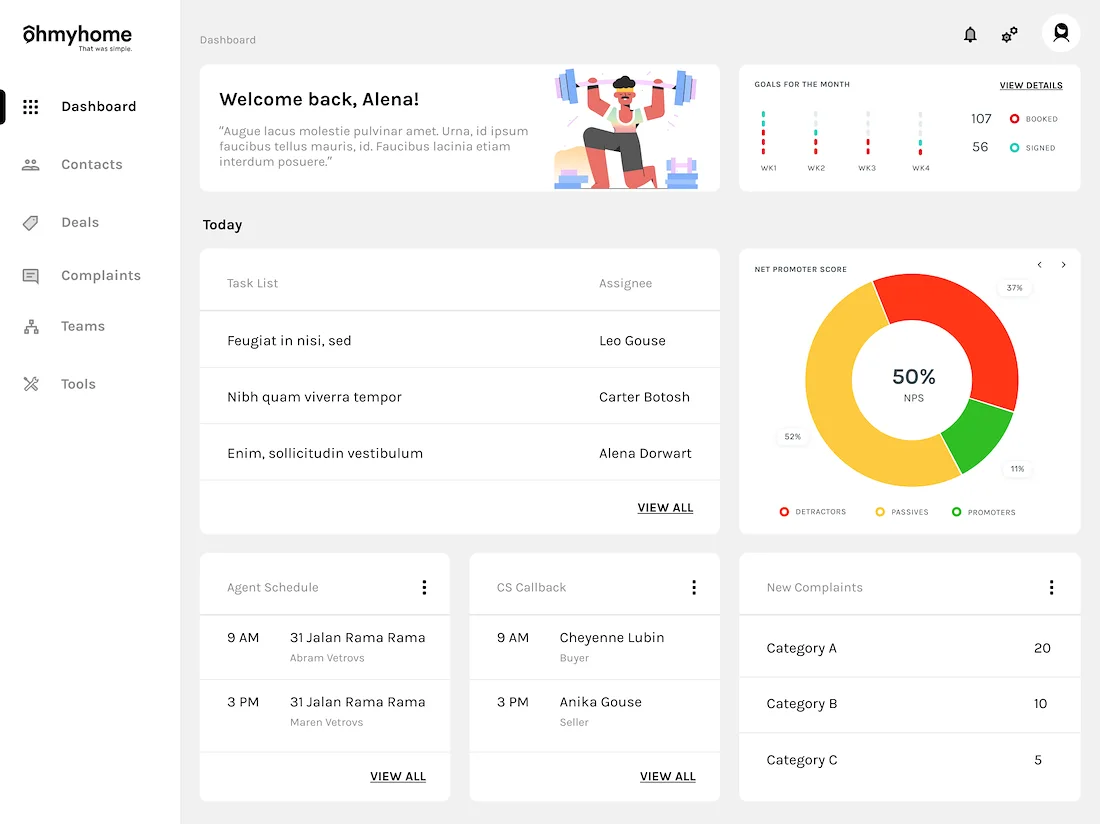 ohmyhome
That was simple.
Dashboard
Contacts
Deals
Complaints
Teams
Tools
Dashboard
Welcome back, Alena!
"Augue lacus molestie pulvinar amet. Urna, id ipsum
faucibus tellus mauris, id. Faucibus lacinia etiam
interdum posuere."
GOALS FOR THE MONTH
VIEW DETAILS
107 BOOKED
56 SIGNED
WK1 WK2 WK3 WK4
Today
Task List Assignee
Feugiat in nisi, sed Leo Gouse
Nibh quam viverra tempor Carter Botosh
Enim, sollicitudin vestibulum Alena Dorwart
VIEW ALL
NET PROMOTER SCORE
37%
50%
NPS
52%
11%
DETRACTORS PASSIVES PROMOTERS
Agent Schedule
9 AM 31 Jalan Rama Rama
Abram Vetrovs
3 PM 31 Jalan Rama Rama
Maren Vetrovs
VIEW ALL
CS Callback
9 AM Cheyenne Lubin
Buyer
3 PM Anika Gouse
Seller
VIEW ALL
New Complaints
Category A 20
Category B 10
Category C 5